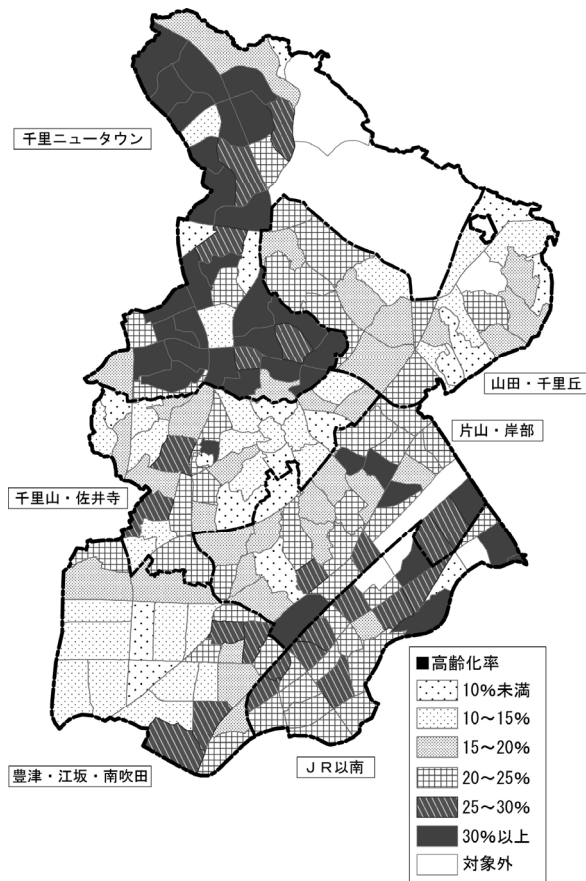 千里ニュータウン
山田・千里丘
片山・岸部
千里山・佐井寺
豊津・江坂・南吹田
ＪＲ以南
■高齢化率
10%未満
10～15%
15～20%
20～25%
25～30%
30%以上
対象外